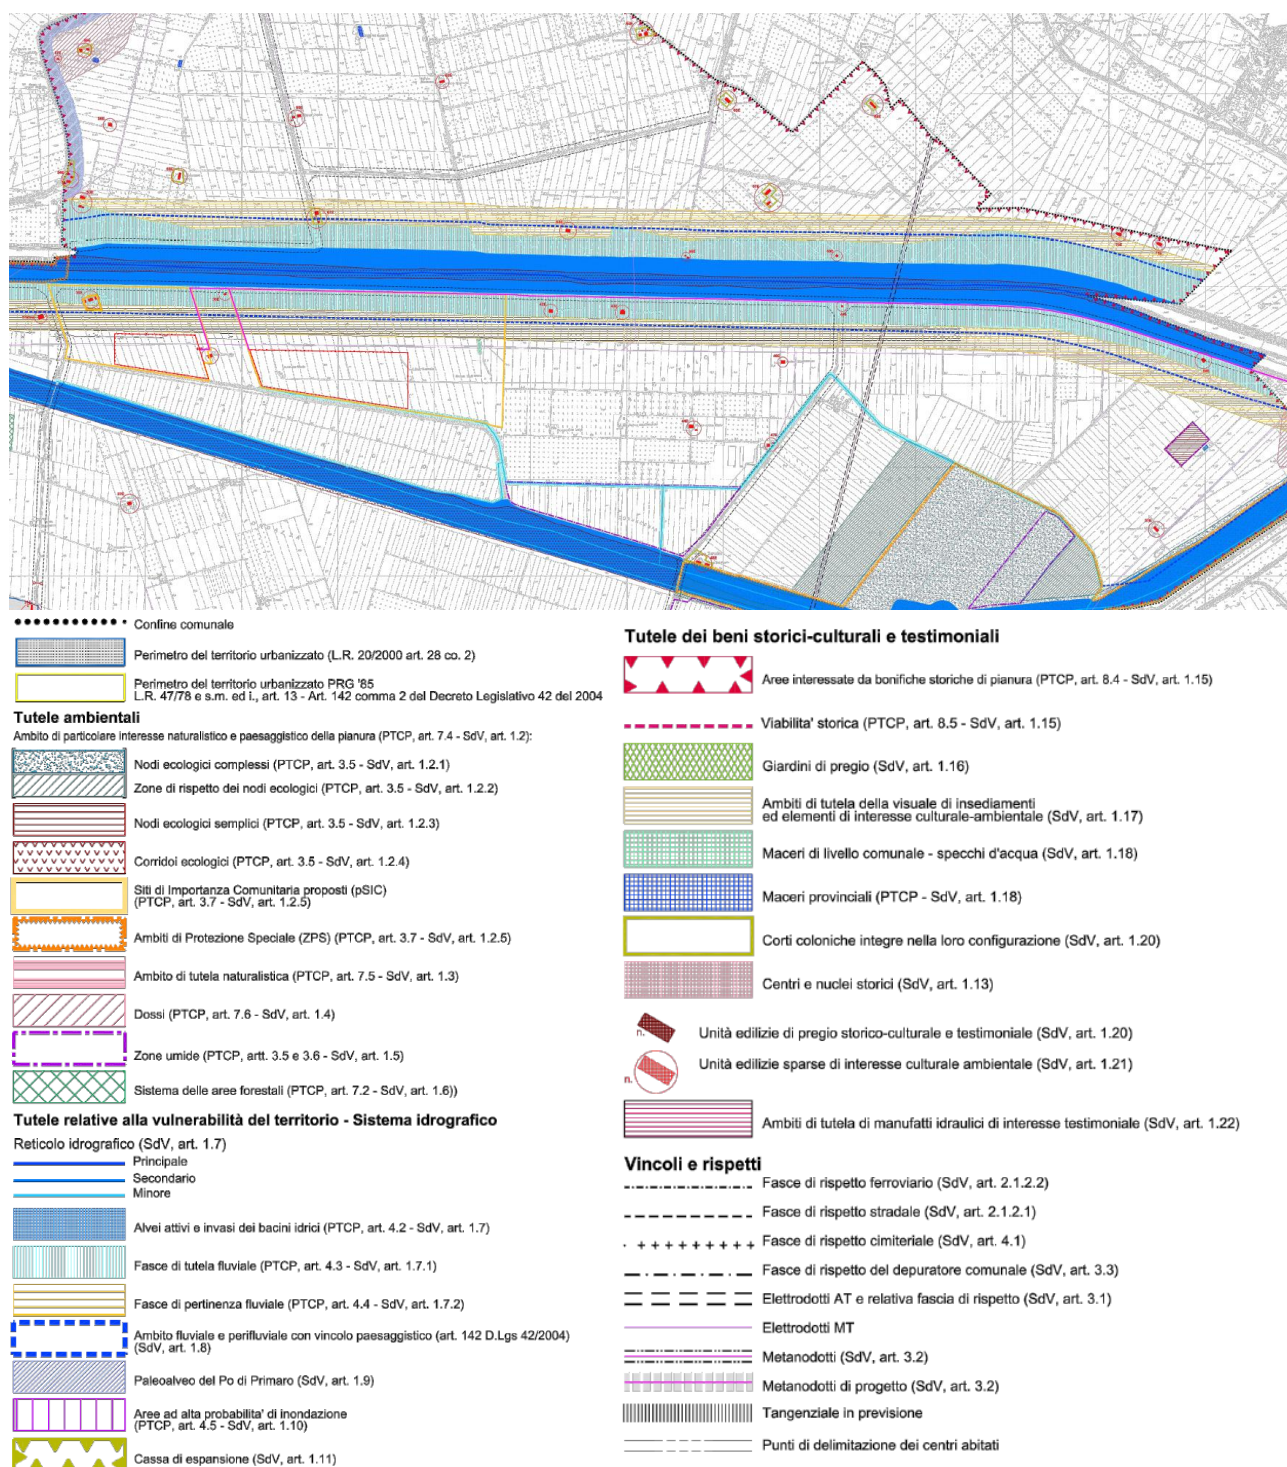 Confine comunale
Perimetro del territorio urbanizzato (L.R. 20/2000 art. 28 co. 2)
Perimetro del territorio urbanizzato PRG '85
L.R. 47/78 e s.m. ed i., art. 13 - Art. 142 comma 2 del Decreto Legislativo 42 del 2004
Tutele ambientali
Ambito di particolare interesse naturalistico e paesaggistico della pianura (PTCP, art. 7.4 - SdV, art. 1.2):
Nodi ecologici complessi (PTCP, art. 3.5 - SdV, art. 1.2.1)
Zone di rispetto dei nodi ecologici (PTCP, art. 3.5 - SdV, art. 1.2.2)
Nodi ecologici semplici (PTCP, art. 3.5 - SdV, art. 1.2.3)
Corridoi ecologici (PTCP, art. 3.5 - SdV, art. 1.2.4)
Siti di Importanza Comunitaria proposti (pSIC)
(PTCP, art. 3.7 - SdV, art. 1.2.5)
Ambiti di Protezione Speciale (ZPS) (PTCP, art. 3.7 - SdV, art. 1.2.5)
Ambito di tutela naturalistica (PTCP, art. 7.5 - SdV, art. 1.3)
Dossi (PTCP, art. 7.6 - SdV, art. 1.4)
Zone umide (PTCP, artt. 3.5 e 3.6 - SdV, art. 1.5)
Sistema delle aree forestali (PTCP, art. 7.2 - SdV, art. 1.6))
Tutele relative alla vulnerabilità del territorio - Sistema idrografico
Reticolo idrografico (SdV, art. 1.7)
Principale
Secondario
Minore
Alvei attivi e invasi dei bacini idrici (PTCP, art. 4.2 - SdV, art. 1.7)
Fasce di tutela fluviale (PTCP, art. 4.3 - SdV, art. 1.7.1)
Fasce di pertinenza fluviale (PTCP, art. 4.4 - SdV, art. 1.7.2)
Ambito fluviale e perifluviale con vincolo paesaggistico (art. 142 D.Lgs 42/2004)
(SdV, art. 1.8)
Paleoalveo del Po di Primaro (SdV, art. 1.9)
Aree ad alta probabilita' di inondazione
(PTCP, art. 4.5 - SdV, art. 1.10)
Cassa di espansione (SdV, art. 1.11)
Tutele dei beni storici-culturali e testimoniali
Aree interessate da bonifiche storiche di pianura (PTCP, art. 8.4 - SdV, art. 1.15)
Viabilita' storica (PTCP, art. 8.5 - SdV, art. 1.15)
Giardini di pregio (SdV, art. 1.16)
Ambiti di tutela della visuale di insediamenti
ed elementi di interesse culturale-ambientale (SdV, art. 1.17)
Maceri di livello comunale - specchi d'acqua (SdV, art. 1.18)
Maceri provinciali (PTCP - SdV, art. 1.18)
Corti coloniche integre nella loro configurazione (SdV, art. 1.20)
Centri e nuclei storici (SdV, art. 1.13)
n. Unità edilizie di pregio storico-culturale e testimoniale (SdV, art. 1.20)
n. Unità edilizie sparse di interesse culturale ambientale (SdV, art. 1.21)
Ambiti di tutela di manufatti idraulici di interesse testimoniale (SdV, art. 1.22)
Vincoli e rispetti
Fasce di rispetto ferroviario (SdV, art. 2.1.2.2)
Fasce di rispetto stradale (SdV, art. 2.1.2.1)
Fasce di rispetto cimiteriale (SdV, art. 4.1)
Fasce di rispetto del depuratore comunale (SdV, art. 3.3)
Elettrodotti AT e relativa fascia di rispetto (SdV, art. 3.1)
Elettrodotti MT
Metanodotti (SdV, art. 3.2)
Metanodotti di progetto (SdV, art. 3.2)
Tangenziale in previsione
Punti di delimitazione dei centri abitati